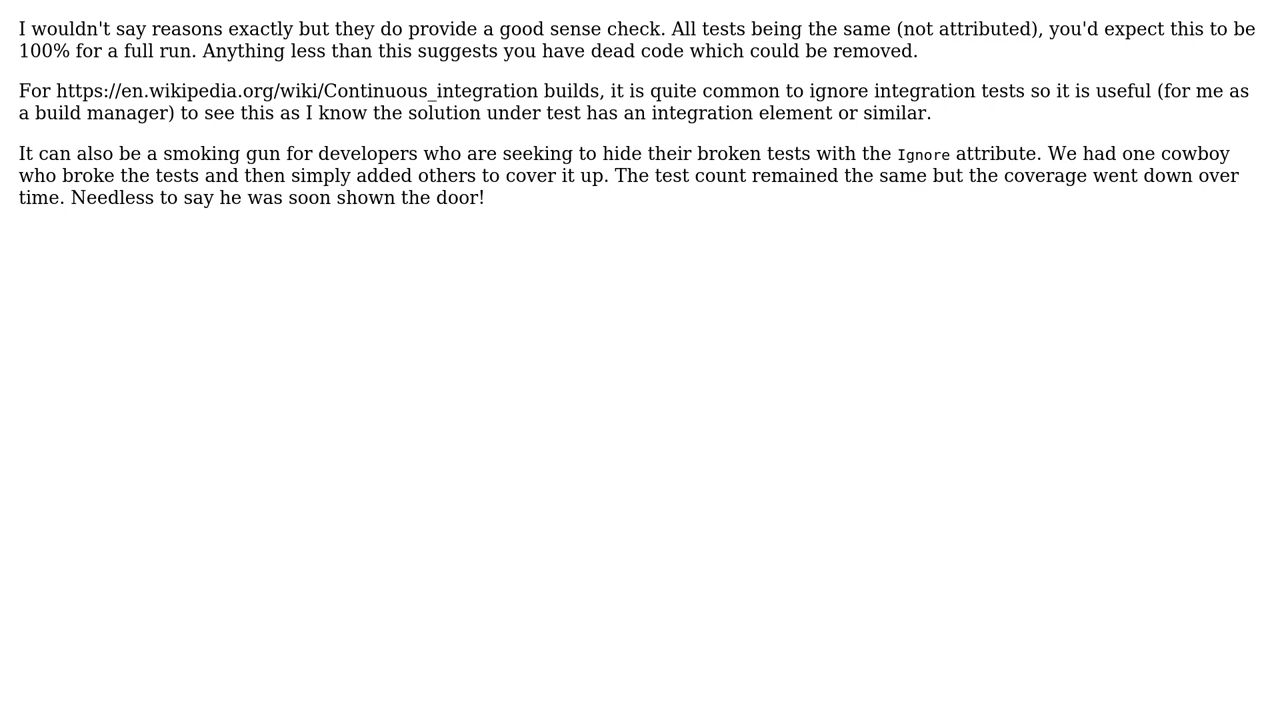 I wouldn't say reasons exactly but they do provide a good sense check. All tests being the same (not attributed), you'd expect this to be
100% for a full run. Anything less than this suggests you have dead code which could be removed.
For https://en.wikipedia.org/wiki/Continuous_integration builds, it is quite common to ignore integration tests so it is useful (for me as
a build manager) to see this as I know the solution under test has an integration element or similar.
It can also be a smoking gun for developers who are seeking to hide their broken tests with the Ignore attribute. We had one cowboy
who broke the tests and then simply added others to cover it up. The test count remained the same but the coverage went down over
time. Needless to say he was soon shown the door!